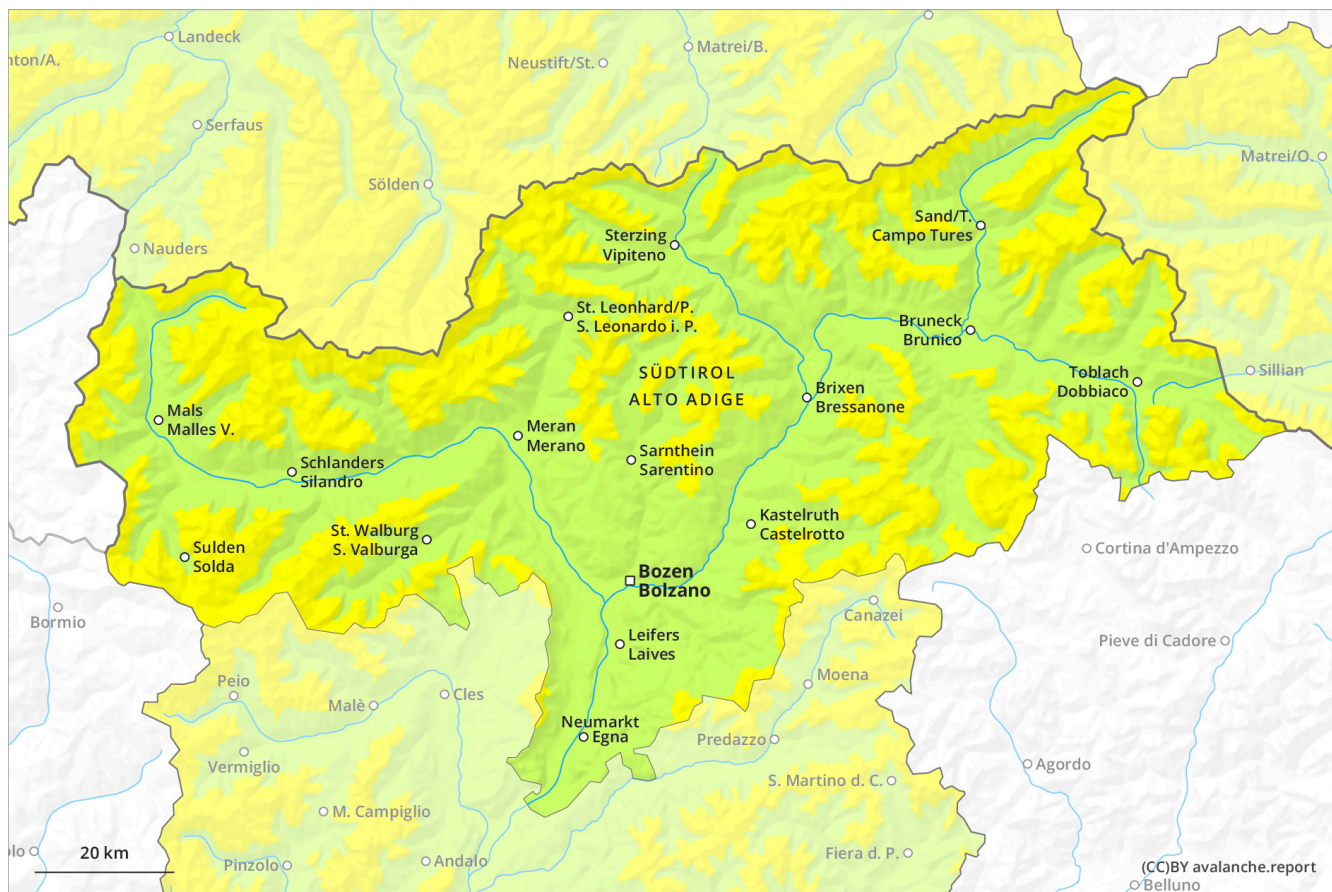 Landeck
nton/A.
Matrei/B.
Neustift/St.
Serfaus
Matrei/O.
Sölden
Sand/T.
Campo Tures
Sterzing
Vipiteno
Nauders
St. Leonhard/P.
S. Leonardo i. P.
Bruneck
Brunico
SÜDTIROL
ALTO ADIGE
Toblach
Dobbiaco
Sillian
Brixen
Bressanone
Mals
Malles V.
Meran
Merano
Sarnthein
Sarentino
Schlanders
Silandro
Kastelruth
Castelrotto
St. Walburg
S. Valburga
Sulden
Solda
Cortina d'Ampezzo
Bozen
Bolzano
Bormio
Canazei
Leifers
Laives
Pieve di Cadore
Peio
Malè
Cles
Moena
Neumarkt
Egna
Predazzo
Vermiglio
Agordo
S. Martino d. C.
M. Campiglio
olo
20 km
Pinzolo
Andalo
Fiera d. P.
(CC)BY avalanche.report
Belluno